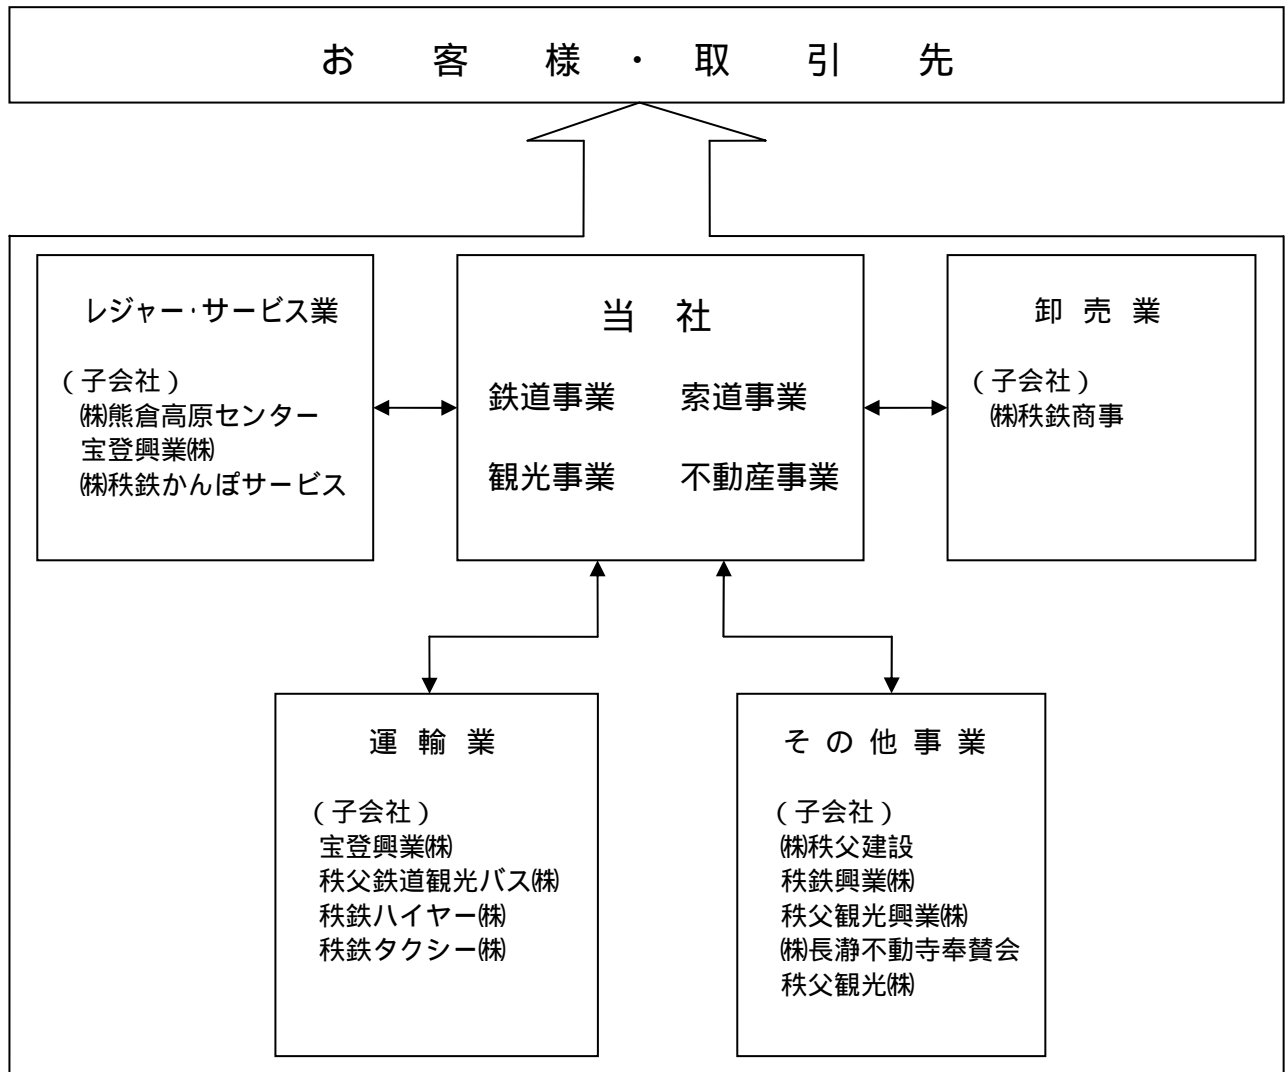 お客様・取引先
レジャー・サービス業
（子会社）
㈱熊倉高原センター
宝登興業㈱
㈱秩鉄かんぽサービス
当社
鉄道事業 索道事業
観光事業 不動産事業
卸売業
（子会社）
㈱秩鉄商事
運輸業
（子会社）
宝登興業㈱
秩父鉄道観光バス㈱
秩鉄ハイヤー㈱
秩鉄タクシー㈱
その他事業
（子会社）
㈱秩父建設
秩鉄興業㈱
秩父観光興業㈱
㈱長瀞不動寺奉賛会
秩父観光㈱